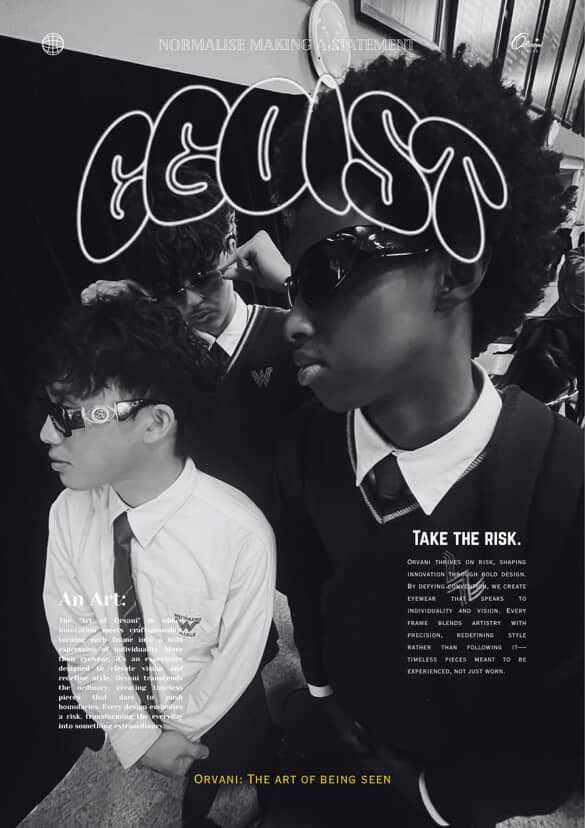 NORMALISE MAKING A STATEMENT
Orvani
EGOIST
TAKE THE RISK.
ORVANI THRIVES ON RISK, SHAPING
INNOVATION THROUGH BOLD DESIGN.
BY DEFYING CONVENTION, WE CREATE
EYEWEAR THAT SPEAKS TO
INDIVIDUALITY AND VISION. EVERY
FRAME BLENDS ARTISTRY WITH
PRECISION, REDEFINING STYLE
RATHER THAN FOLLOWING IT—
TIMELESS PIECES MEANT TO BE
EXPERIENCED, NOT JUST WORN.
An Art:
The "Art of Orvani" is where
innovation meets craftsmanship,
turning each frame into a bold
expression of individuality. More
than eyewear, it's an experience
designed to elevate vision and
redefine style. Orvani transcends
the ordinary, creating timeless
pieces that dare to push
boundaries. Every design embodies
a risk, transforming the everyday
into something extraordinary.
ORVANI: THE ART OF BEING SEEN